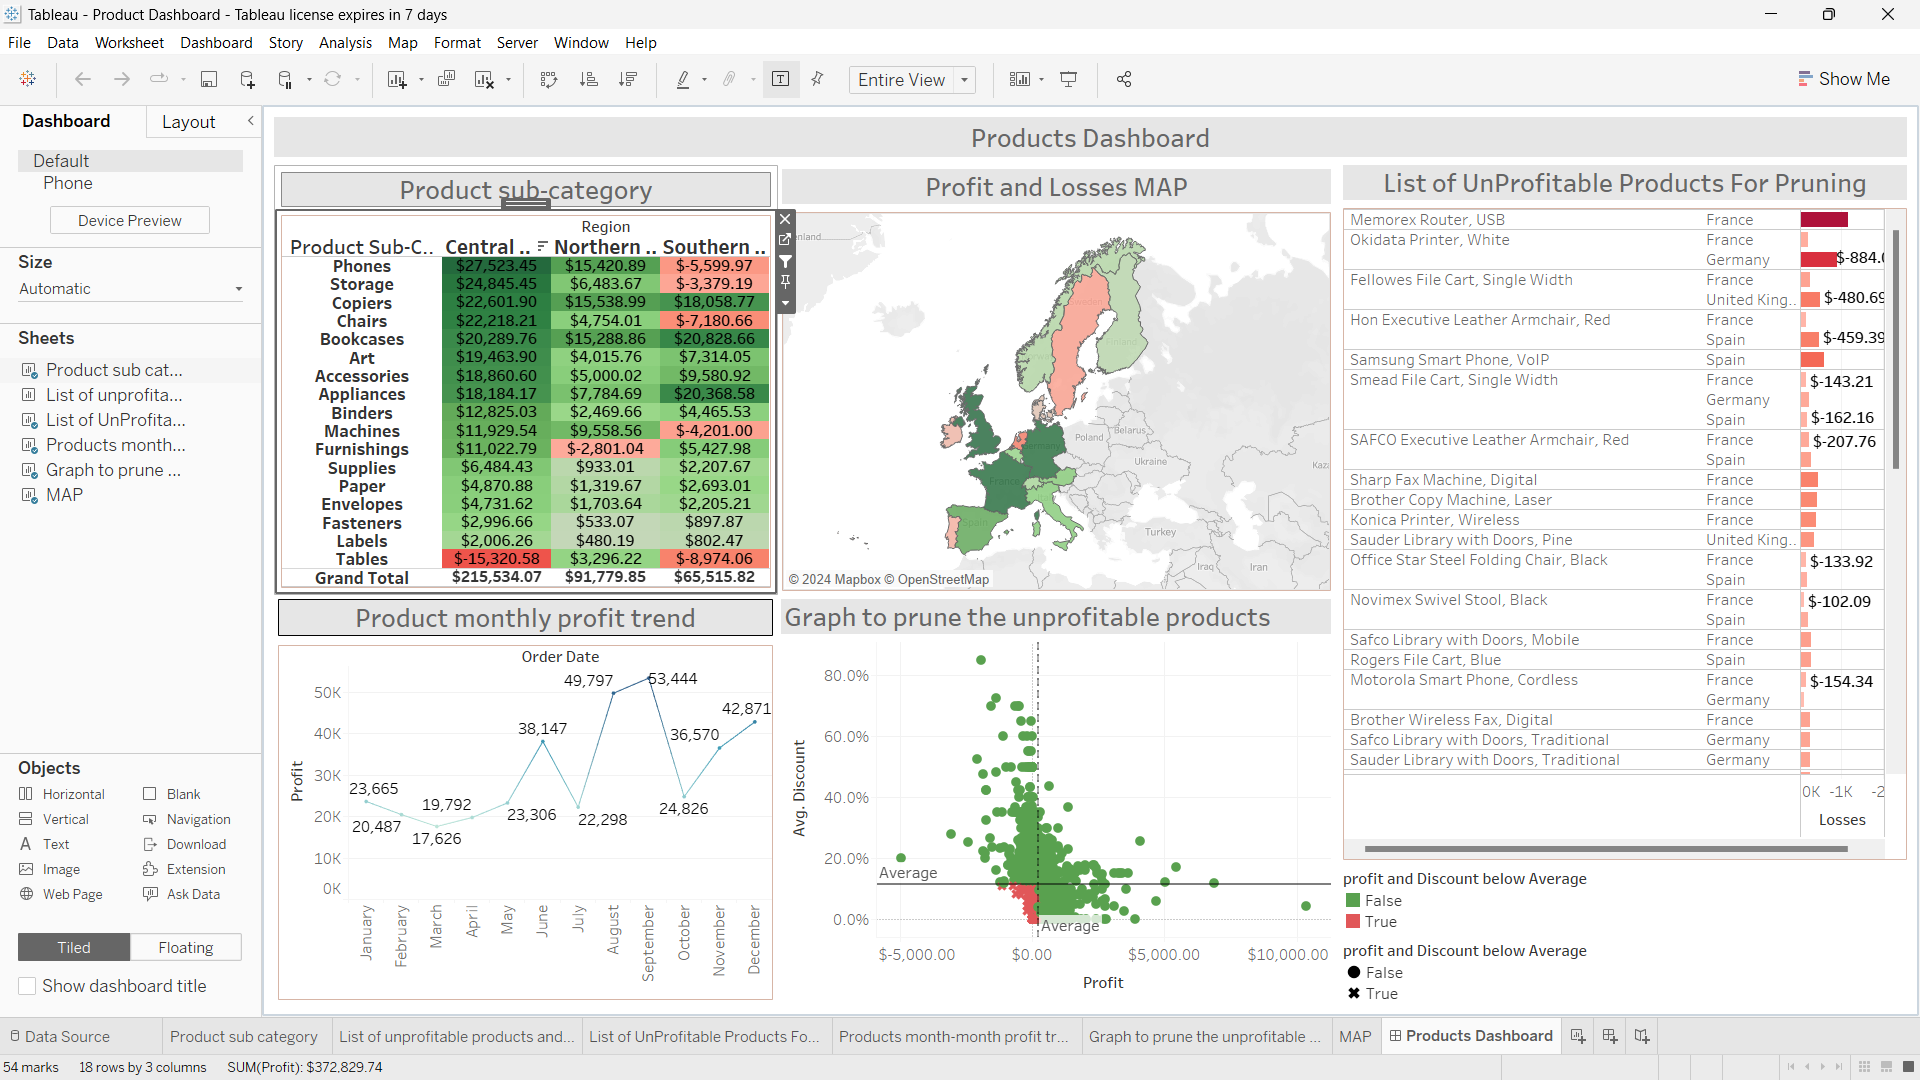 Tableau - Product Dashboard - Tableau license expires in 7 days
File Data Worksheet Dashboard Story Analysis Map Format Server Window Help
Entire View
Show Me
Dashboard Layout
Default
Phone
Device Preview
Size
Automatic
Sheets
Product sub cat...
List of unprofita...
List of UnProfita...
Products month...
Graph to prune ...
MAP
Objects
Horizontal Blank
Vertical Navigation
Text Download
Image Extension
Web Page Ask Data
Tiled Floating
Show dashboard title
Products Dashboard
Product sub-category
Region
Product Sub-C.. Central .. Northern .. Southern ..
Phones $27,523.45 $15,420.89 $-5,599.97
Storage $24,845.45 $6,483.67 $-3,379.19
Copiers $22,601.90 $15,538.99 $18,058.77
Chairs $22,218.21 $4,754.01 $-7,180.66
Bookcases $20,289.76 $15,288.86 $20,828.66
Art $19,463.90 $4,015.76 $7,314.05
Accessories $18,860.60 $5,000.02 $9,580.92
Appliances $18,184.17 $7,784.69 $20,368.58
Binders $12,825.03 $2,469.66 $4,465.53
Machines $11,929.54 $9,558.56 $-4,201.00
Furnishings $11,022.79 $-2,801.04 $5,427.98
Supplies $6,484.43 $933.01 $2,207.67
Paper $4,870.88 $1,319.67 $2,693.01
Envelopes $4,731.62 $1,703.64 $2,205.21
Fasteners $2,996.66 $533.07 $897.87
Labels $2,006.26 $480.19 $802.47
Tables $-15,320.58 $3,296.22 $-8,974.06
Grand Total $215,534.07 $91,779.85 $65,515.82
Profit and Losses MAP
Finland
Belarus
Poland
Ukraine
Kaza
France
Spain
Turkey
Iraq
Iran
© 2024 Mapbox © OpenStreetMap
List of UnProfitable Products For Pruning
Memorex Router, USB France
Okidata Printer, White France
Germany $-884.0
Fellowes File Cart, Single Width France
United King.. $-480.69
Hon Executive Leather Armchair, Red France
Spain $-459.39
Samsung Smart Phone, VoIP Spain
Smead File Cart, Single Width France $-143.21
Germany
Spain $-162.16
SAFCO Executive Leather Armchair, Red France $-207.76
Spain
Sharp Fax Machine, Digital France
Brother Copy Machine, Laser France
Konica Printer, Wireless France
Sauder Library with Doors, Pine United King..
Office Star Steel Folding Chair, Black France $-133.92
Spain
Novimex Swivel Stool, Black France $-102.09
Spain
Safco Library with Doors, Mobile France
Rogers File Cart, Blue Spain
Motorola Smart Phone, Cordless France $-154.34
Germany
Brother Wireless Fax, Digital France
Safco Library with Doors, Traditional Germany
Sauder Library with Doors, Traditional Germany
0K -1K -2
Losses
Product monthly profit trend
Order Date
Profit
50K
40K
30K
20K
10K
0K
23,665
20,487
17,626
19,792
23,306
38,147
22,298
49,797
53,444
24,826
36,570
42,871
January
February
March
April
May
June
July
August
September
October
November
December
Graph to prune the unprofitable products
Avg. Discount
80.0%
60.0%
40.0%
20.0%
0.0%
Average
Average
$-5,000.00 $0.00 $5,000.00 $10,000.00
Profit
profit and Discount below Average
False
True
profit and Discount below Average
False
True
Data Source Product sub category List of unprofitable products and... List of UnProfitable Products Fo... Products month-month profit tr... Graph to prune the unprofitable ... MAP Products Dashboard
54 marks 18 rows by 3 columns SUM(Profit): $372,829.74